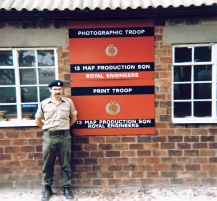 PHOTOGRAPHIC TROOP
13 MAP PRODUCTION SQN
ROYAL ENGINEERS
PRINT TROOP
13 MAP PRODUCTION SQN
ROYAL ENGINEERS